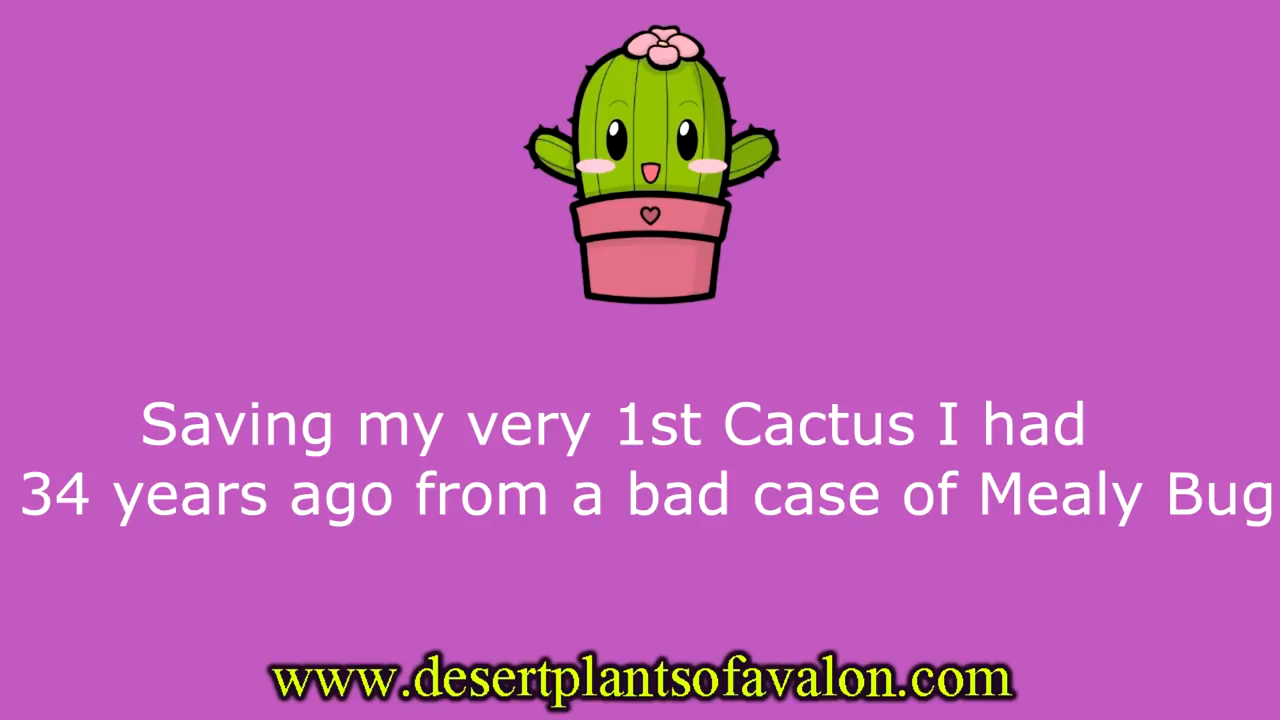 Saving my very 1st Cactus I had
34 years ago from a bad case of Mealy Bug
www.desertplantsofavalon.com